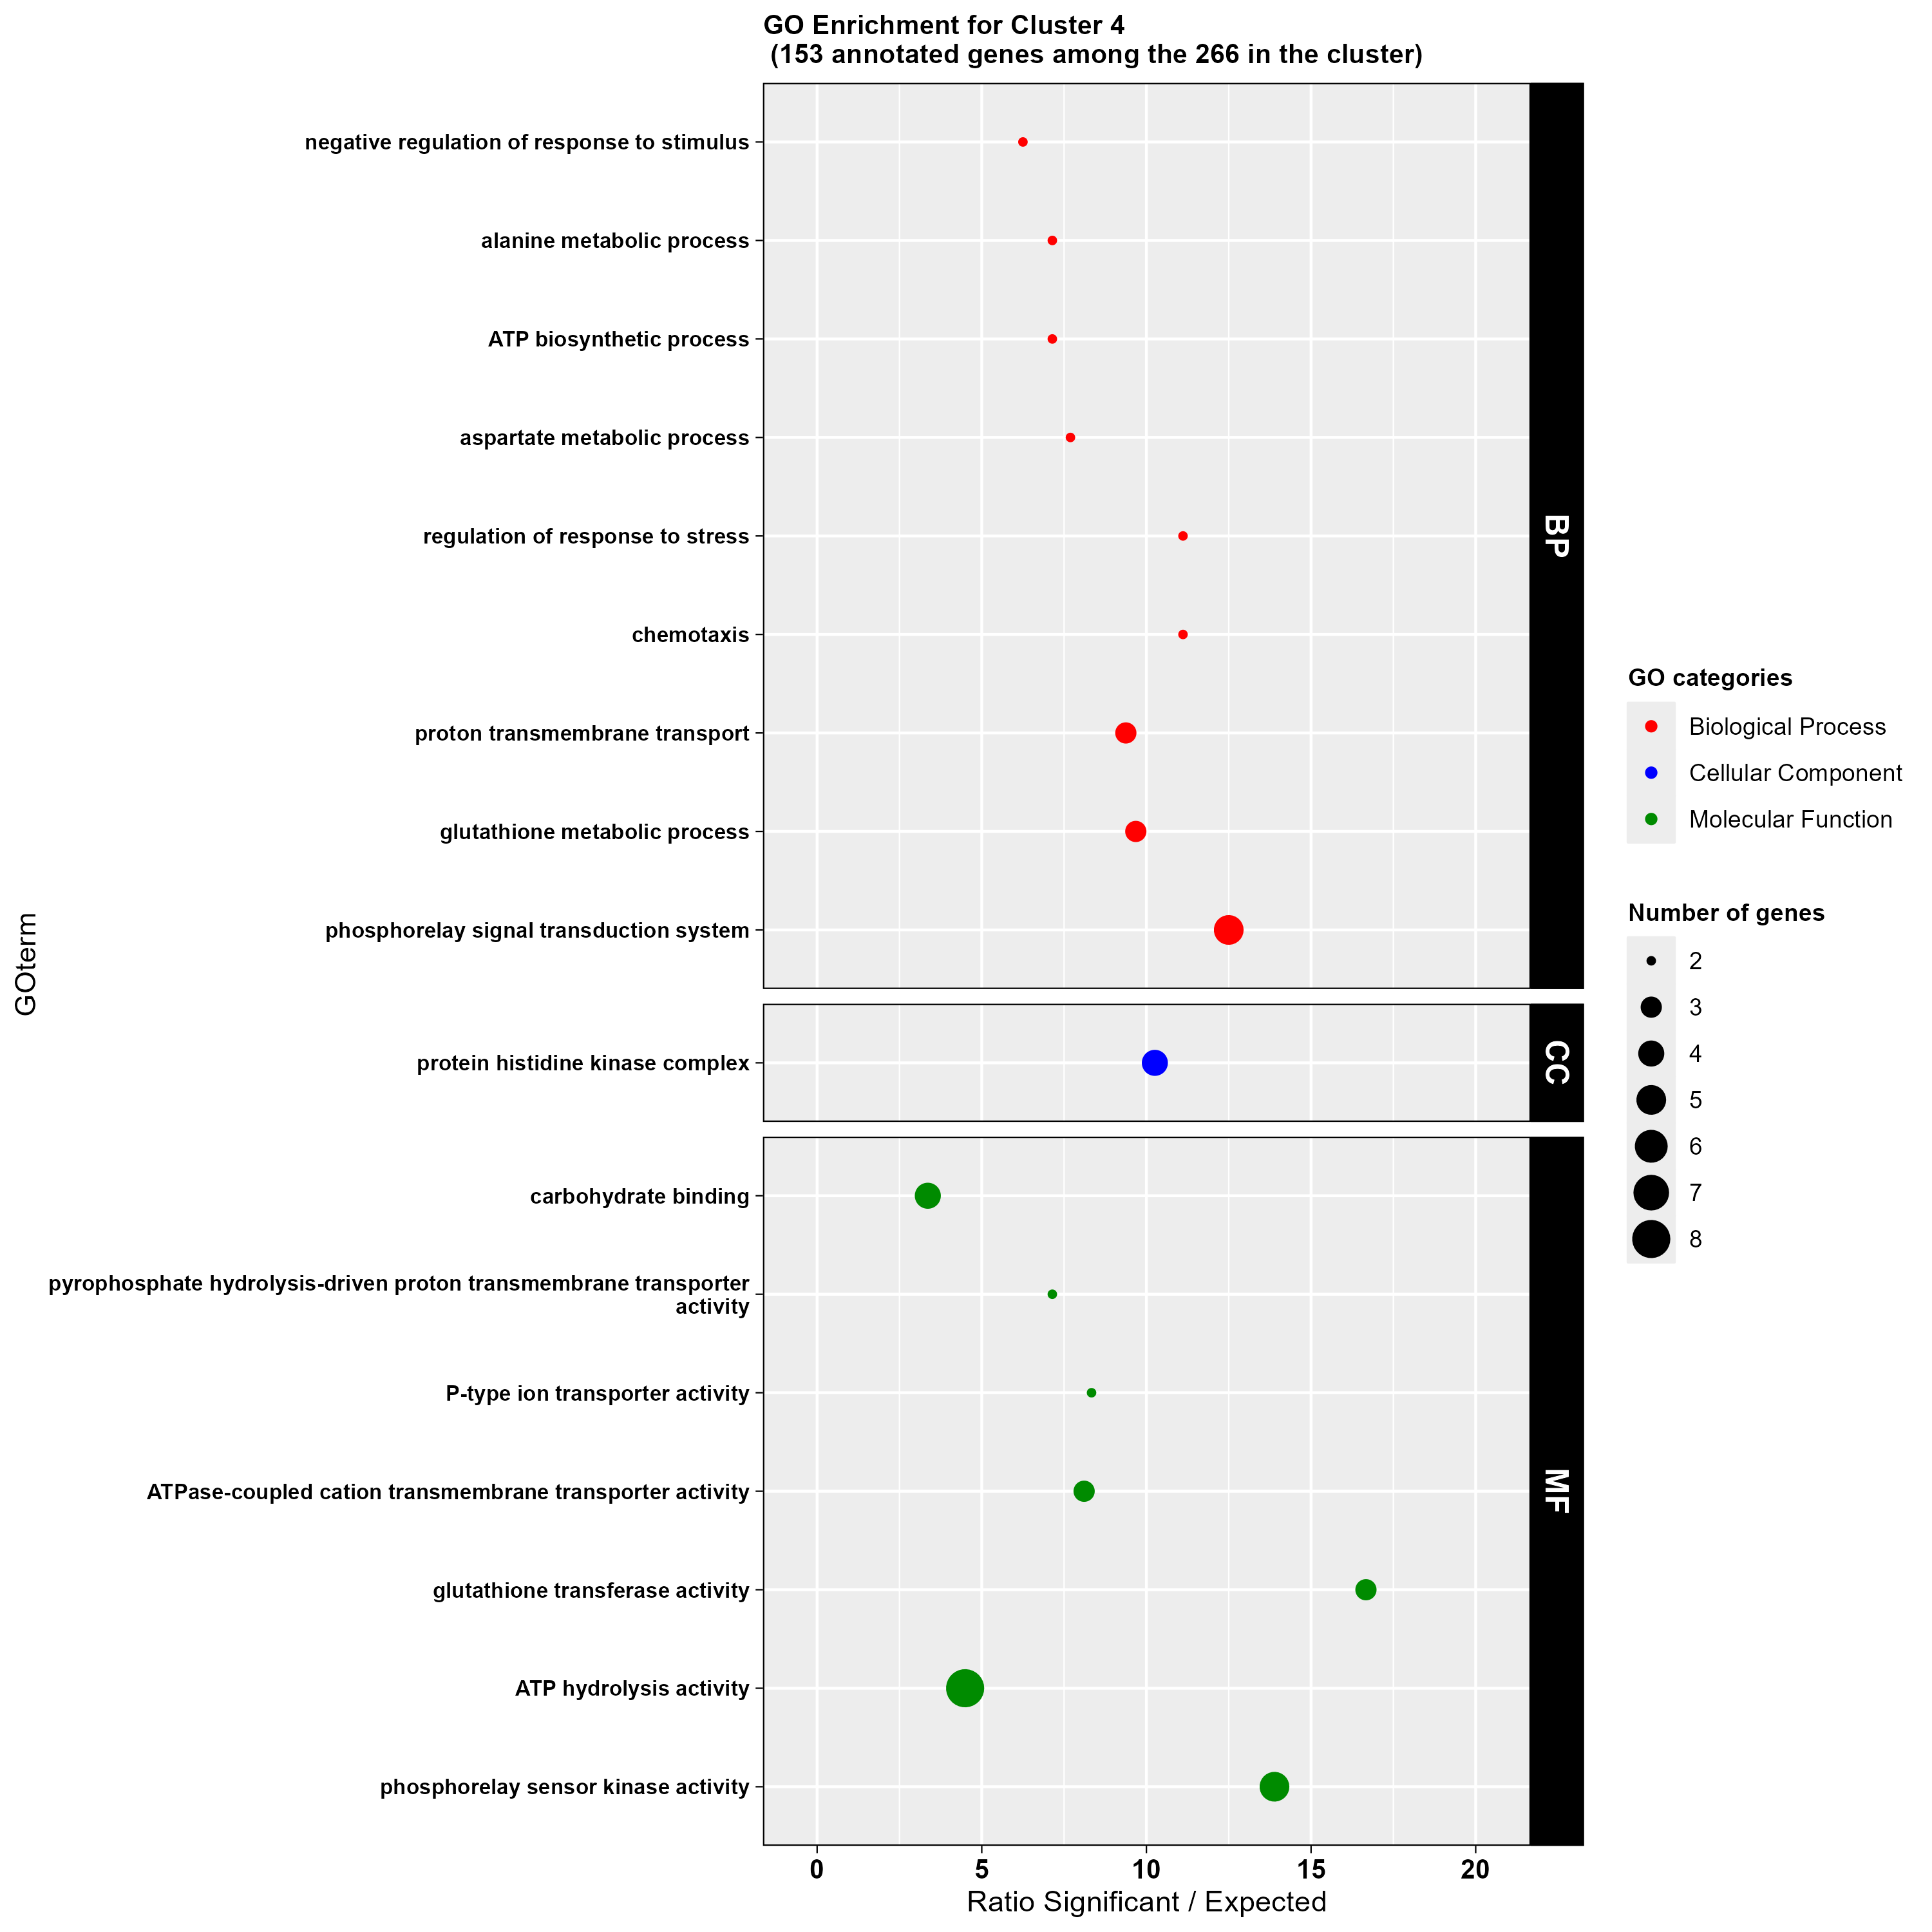 GO Enrichment for Cluster 4
(153 annotated genes among the 266 in the cluster)
GOterm
negative regulation of response to stimulus
alanine metabolic process
ATP biosynthetic process
aspartate metabolic process
regulation of response to stress
chemotaxis
proton transmembrane transport
glutathione metabolic process
phosphorelay signal transduction system
BP
protein histidine kinase complex
CC
carbohydrate binding
pyrophosphate hydrolysis-driven proton transmembrane transporter
activity
P-type ion transporter activity
ATPase-coupled cation transmembrane transporter activity
glutathione transferase activity
ATP hydrolysis activity
phosphorelay sensor kinase activity
MF
0 5 10 15 20
Ratio Significant / Expected
GO categories
Biological Process
Cellular Component
Molecular Function
Number of genes
2
3
4
5
6
7
8